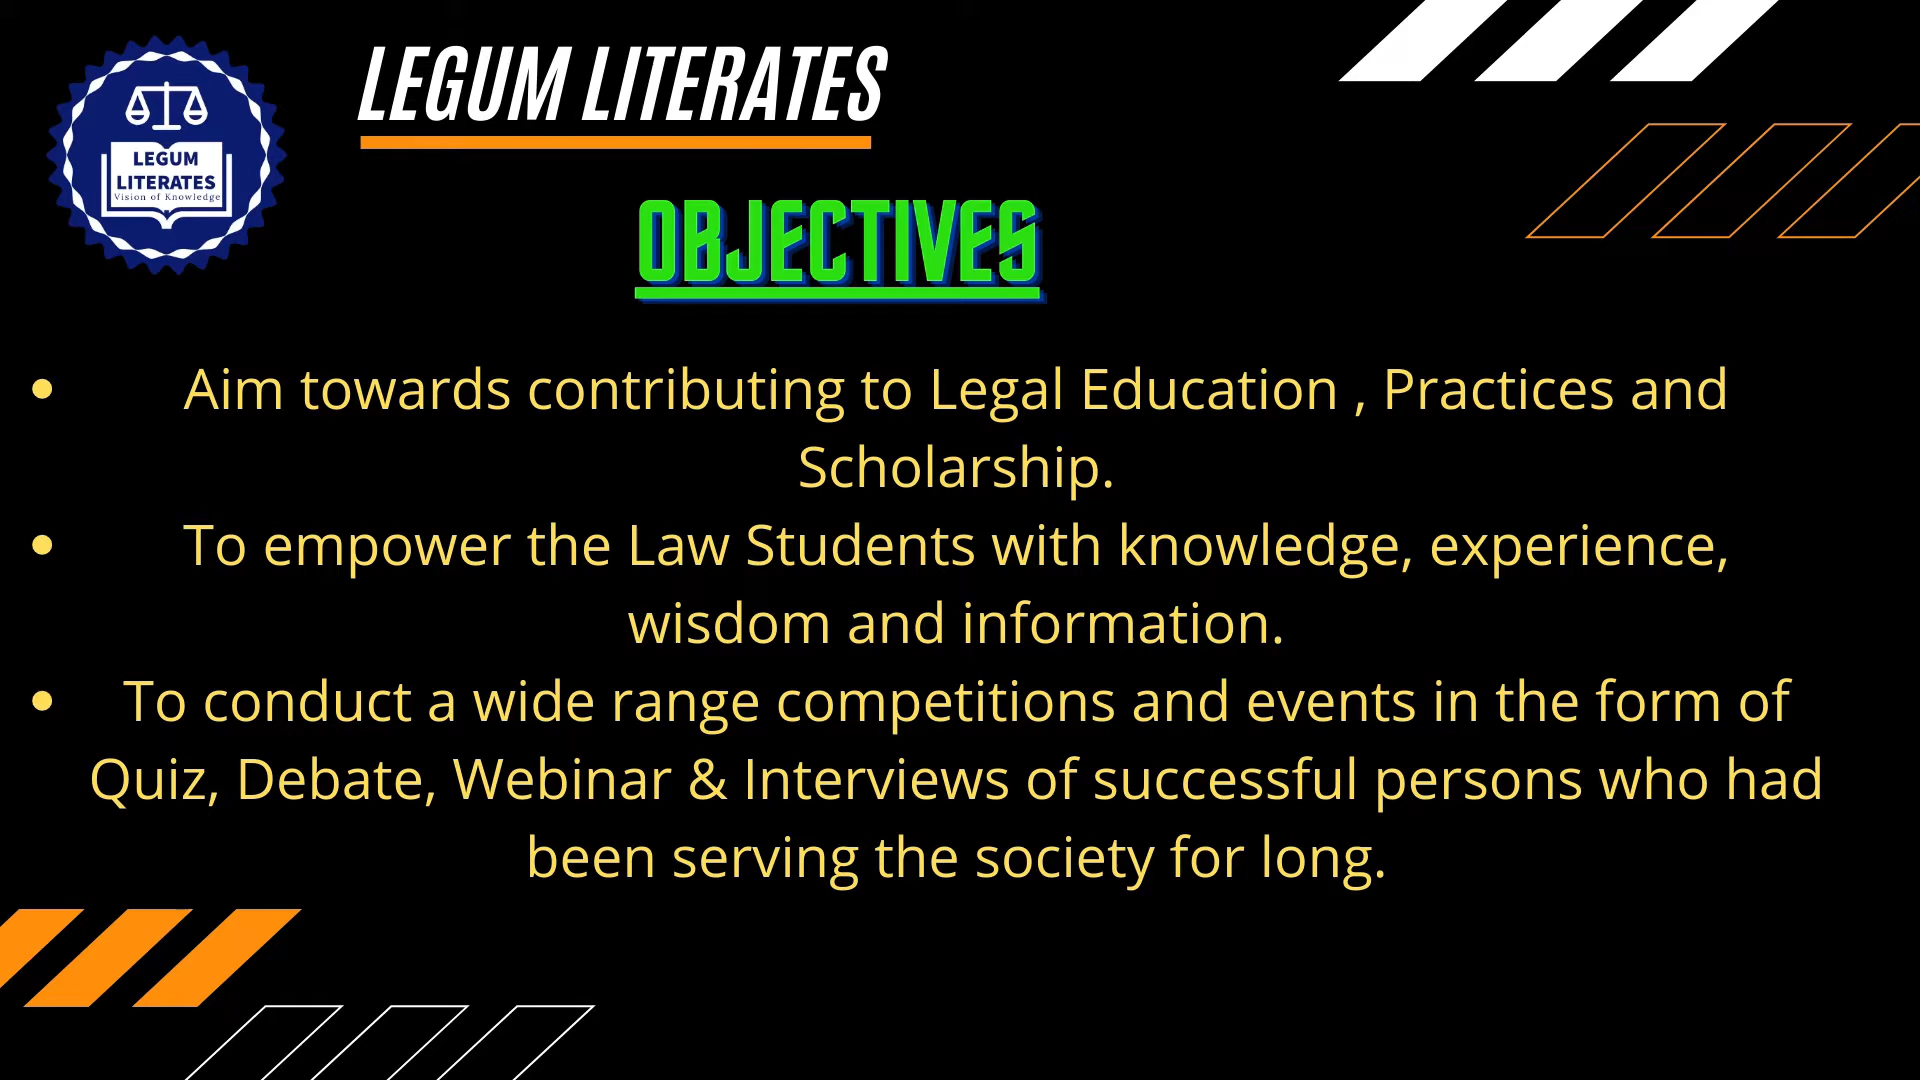 LEGUM LITERATES
LEGUM
LITERATES
Vision of Knowledge
OBJECTIVES
• Aim towards contributing to Legal Education , Practices and
Scholarship.
• To empower the Law Students with knowledge, experience,
wisdom and information.
• To conduct a wide range competitions and events in the form of
Quiz, Debate, Webinar & Interviews of successful persons who had
been serving the society for long.